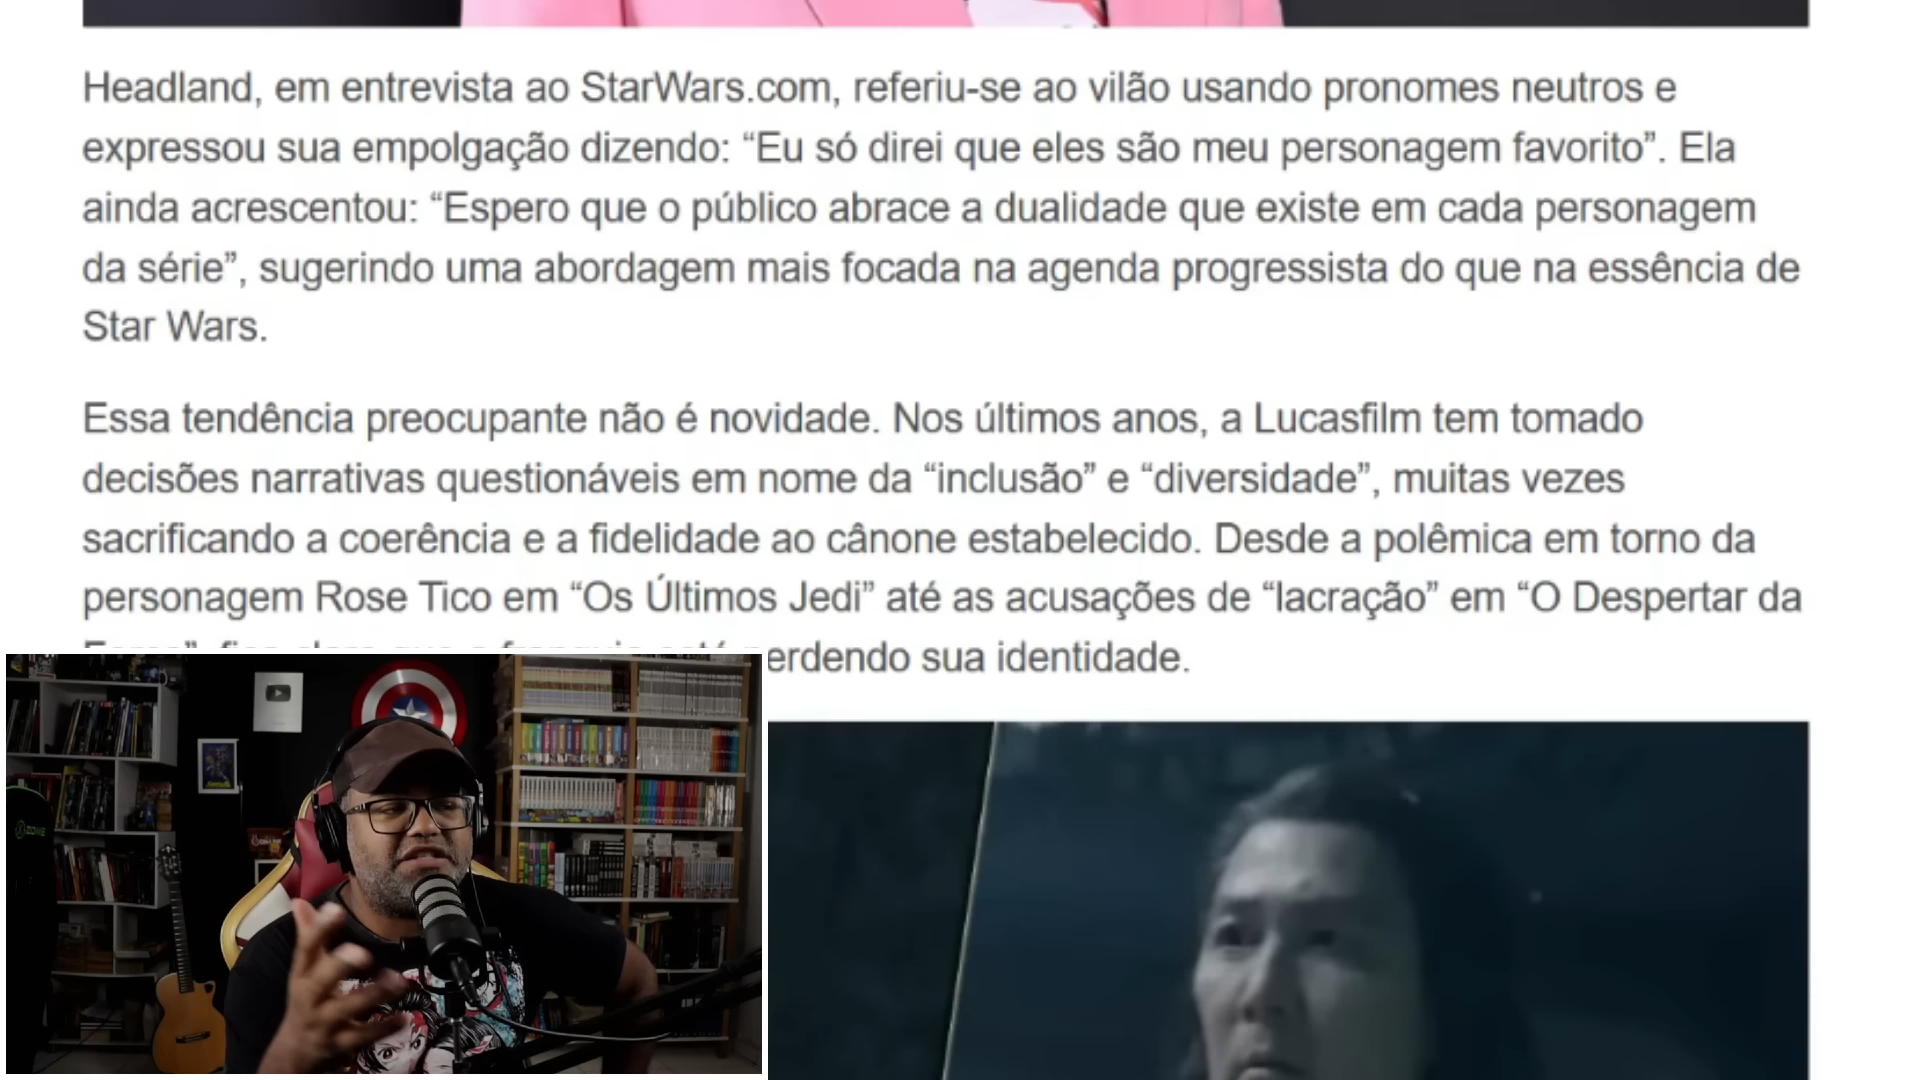 Headland, em entrevista ao StarWars.com, referiu-se ao vilão usando pronomes neutros e
expressou sua empolgação dizendo: “Eu só direi que eles são meu personagem favorito”. Ela
ainda acrescentou: “Espero que o público abrace a dualidade que existe em cada personagem
da série”, sugerindo uma abordagem mais focada na agenda progressista do que na essência de
Star Wars.
Essa tendência preocupante não é novidade. Nos últimos anos, a Lucasfilm tem tomado
decisões narrativas questionáveis em nome da “inclusão” e “diversidade”, muitas vezes
sacrificando a coerência e a fidelidade ao cânone estabelecido. Desde a polêmica em torno da
personagem Rose Tico em “Os Últimos Jedi” até as acusações de “lacração” em “O Despertar da
erdendo sua identidade.